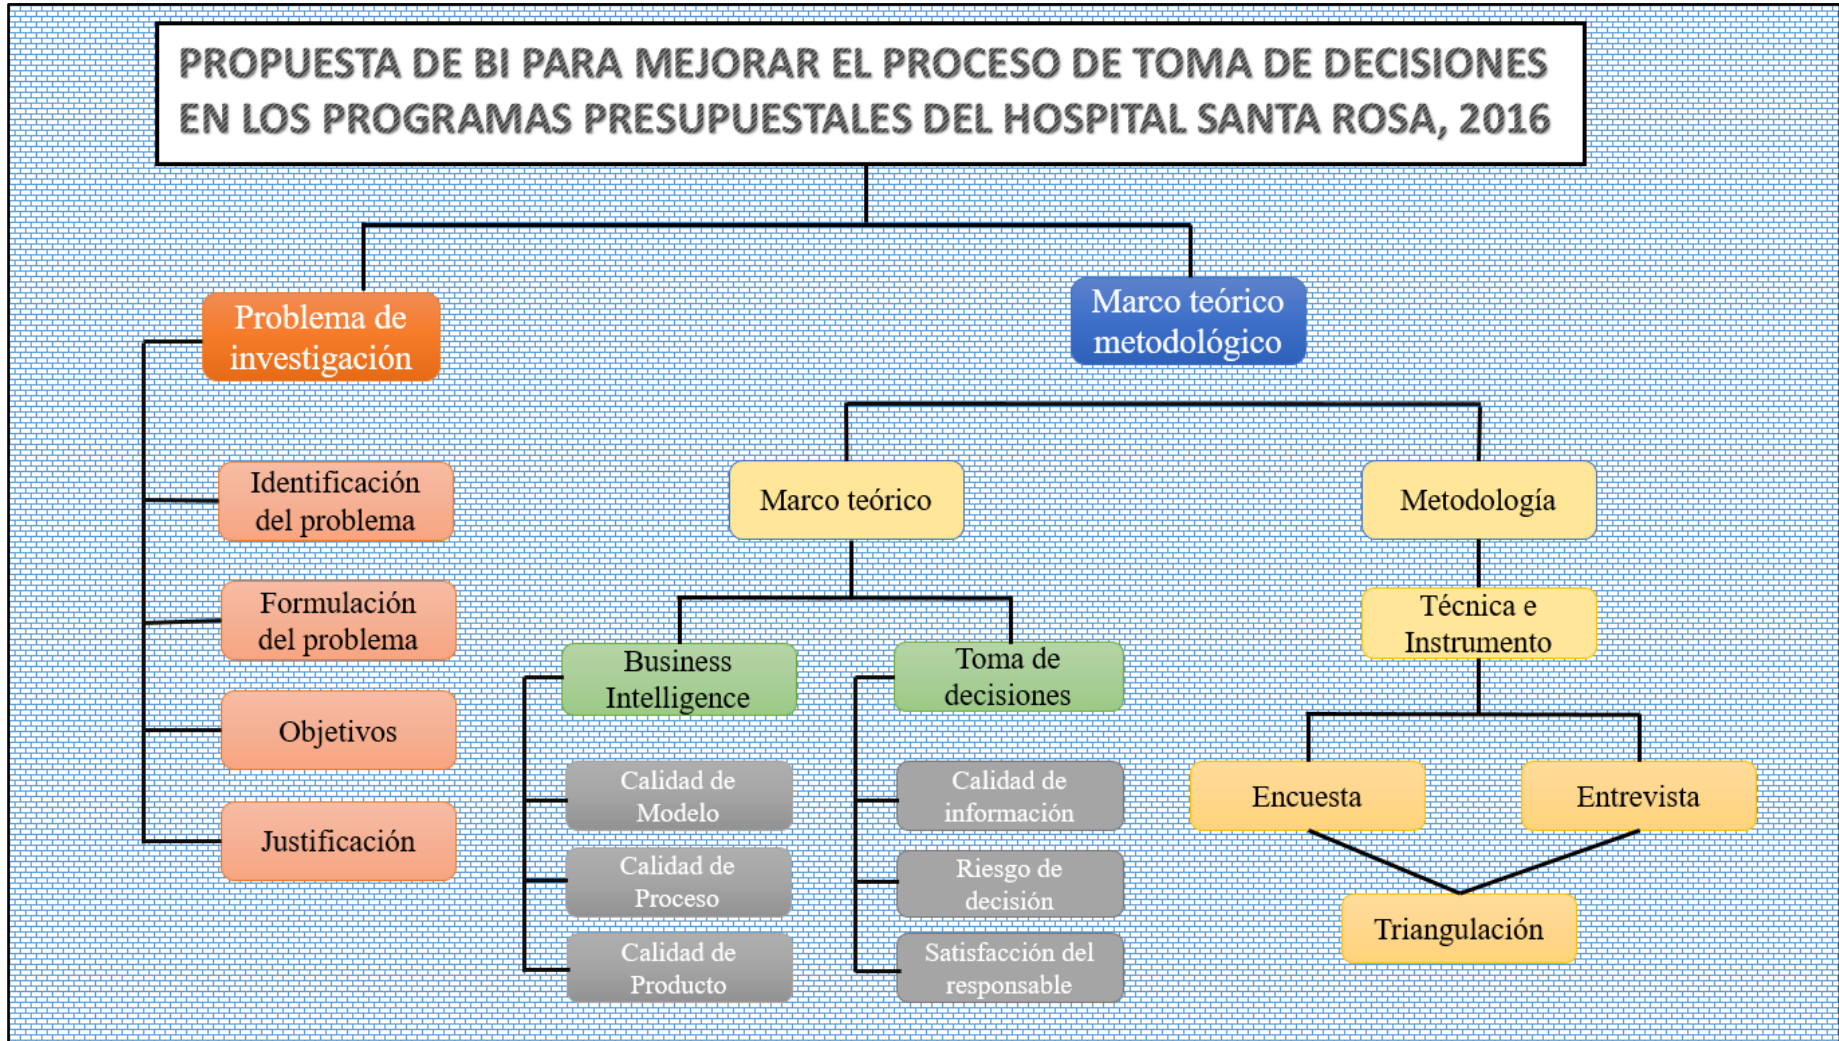 PROPUESTA DE BI PARA MEJORAR EL PROCESO DE TOMA DE DECISIONES
EN LOS PROGRAMAS PRESUPUESTALES DEL HOSPITAL SANTA ROSA, 2016
Problema de
investigación
Marco teórico
metodológico
Identificación
del problema
Formulación
del problema
Objetivos
Justificación
Marco teórico
Metodología
Business
Intelligence
Toma de
decisiones
Técnica e
Instrumento
Calidad de
Modelo
Calidad de
Proceso
Calidad de
Producto
Calidad de
información
Riesgo de
decisión
Satisfacción del
responsable
Encuesta
Entrevista
Triangulación